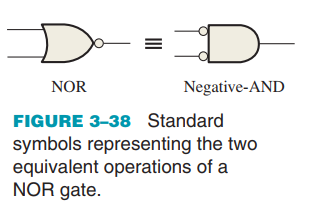 NOR Negative-AND
FIGURE 3–38 Standard
symbols representing the two
equivalent operations of a
NOR gate.